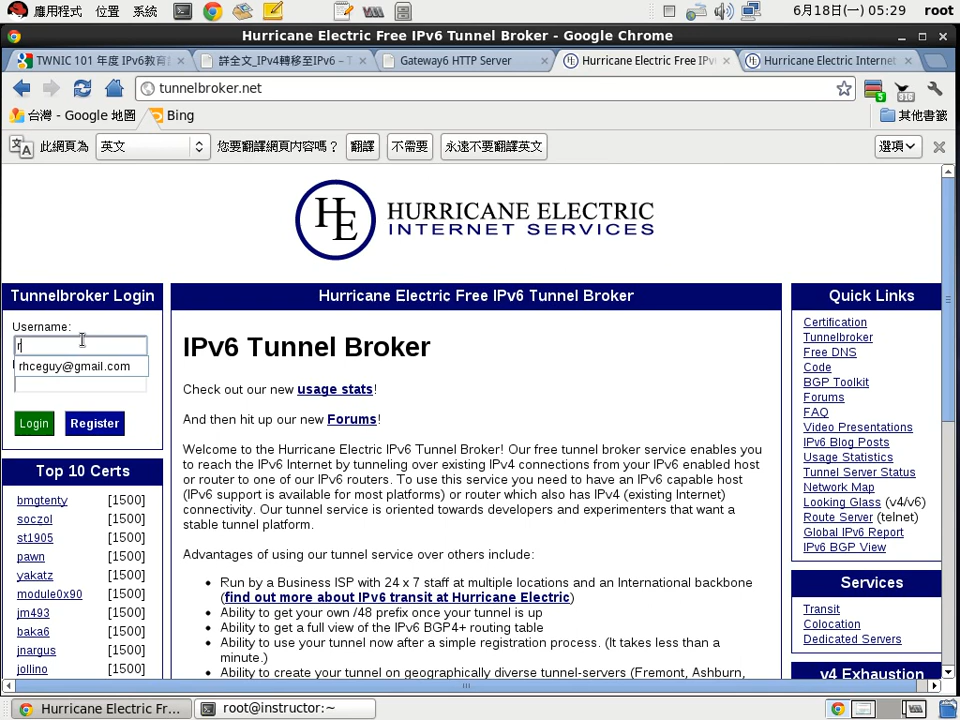 應用程式 位置 系統 6月18日(一) 05:29 root
Hurricane Electric Free IPv6 Tunnel Broker - Google Chrome
TWNIC 101 年度 IPv6教育 詳全文_IPv4轉移至IPv6 – T Gateway6 HTTP Server Hurricane Electric Free IPv Hurricane Electric Internet
tunnelbroker.net 5 916
台灣 - Google 地圖 Bing 其他書籤
此網頁為 英文 您要翻譯網頁內容嗎？ 翻譯 不需要 永遠不要翻譯英文 選項
HE HURRICANE ELECTRIC
INTERNET SERVICES
Tunnelbroker Login
Username:
r
rhceguy@gmail.com
Login Register
Top 10 Certs
bmgtenty [1500]
soczol [1500]
st1905 [1500]
pawn [1500]
yakatz [1500]
module0x90 [1500]
jm493 [1500]
baka6 [1500]
jnargus [1500]
jollino [1500]
Hurricane Electric Free IPv6 Tunnel Broker
IPv6 Tunnel Broker
Check out our new usage stats!
And then hit up our new Forums!
Welcome to the Hurricane Electric IPv6 Tunnel Broker! Our free tunnel broker service enables you
to reach the IPv6 Internet by tunneling over existing IPv4 connections from your IPv6 enabled host
or router to one of our IPv6 routers. To use this service you need to have an IPv6 capable host
(IPv6 support is available for most platforms) or router which also has IPv4 (existing Internet)
connectivity. Our tunnel service is oriented towards developers and experimenters that want a
stable tunnel platform.
Advantages of using our tunnel service over others include:
• Run by a Business ISP with 24 x 7 staff at multiple locations and an International backbone
(find out more about IPv6 transit at Hurricane Electric)
• Ability to get your own /48 prefix once your tunnel is up
• Ability to get a full view of the IPv6 BGP4+ routing table
• Ability to use your tunnel now after a simple registration process. (It takes less than a
minute.)
• Ability to create your tunnel on geographically diverse tunnel-servers (Fremont, Ashburn,
Quick Links
Certification
Tunnelbroker
Free DNS
Code
BGP Toolkit
Forums
FAQ
Video Presentations
IPv6 Blog Posts
Usage Statistics
Tunnel Server Status
Network Map
Looking Glass (v4/v6)
Route Server (telnet)
Global IPv6 Report
IPv6 BGP View
Services
Transit
Colocation
Dedicated Servers
v4 Exhaustion
Hurricane Electric Fr... root@instructor:~